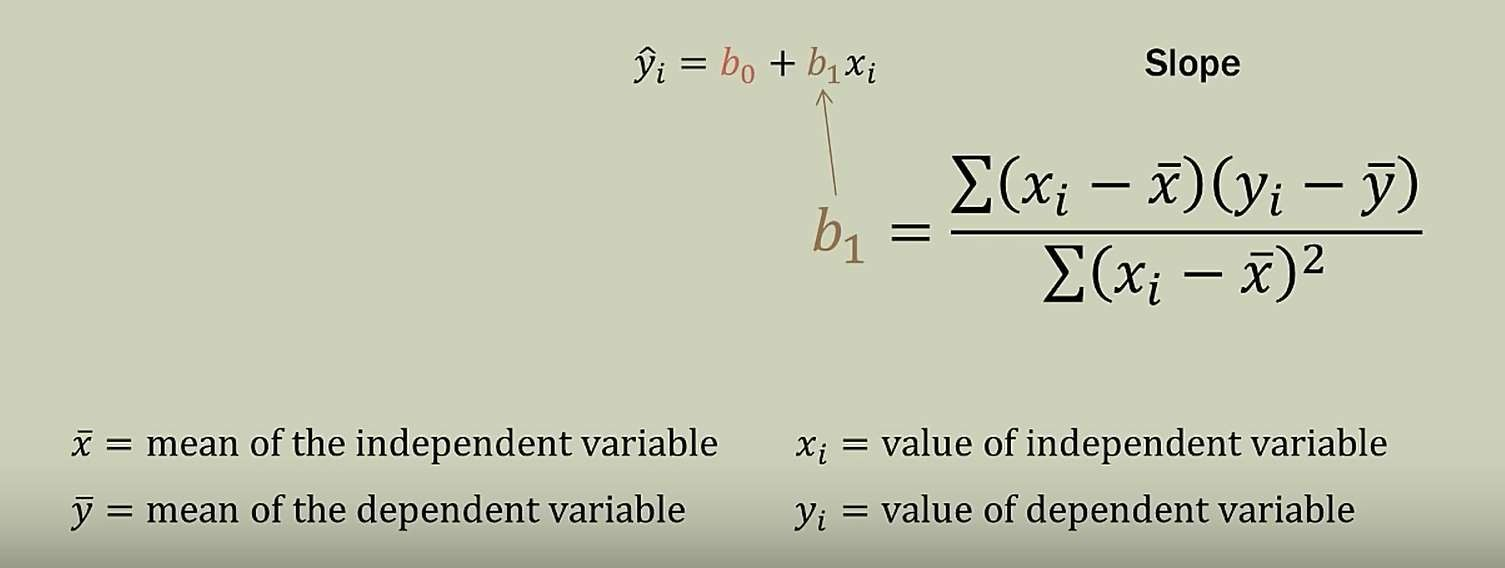 ŷᵢ = b₀ + b₁xᵢ
Slope
b₁ = ∑(xᵢ − x̄)(yᵢ − ȳ) / ∑(xᵢ − x̄)²
x̄ = mean of the independent variable
xᵢ = value of independent variable
ȳ = mean of the dependent variable
yᵢ = value of dependent variable